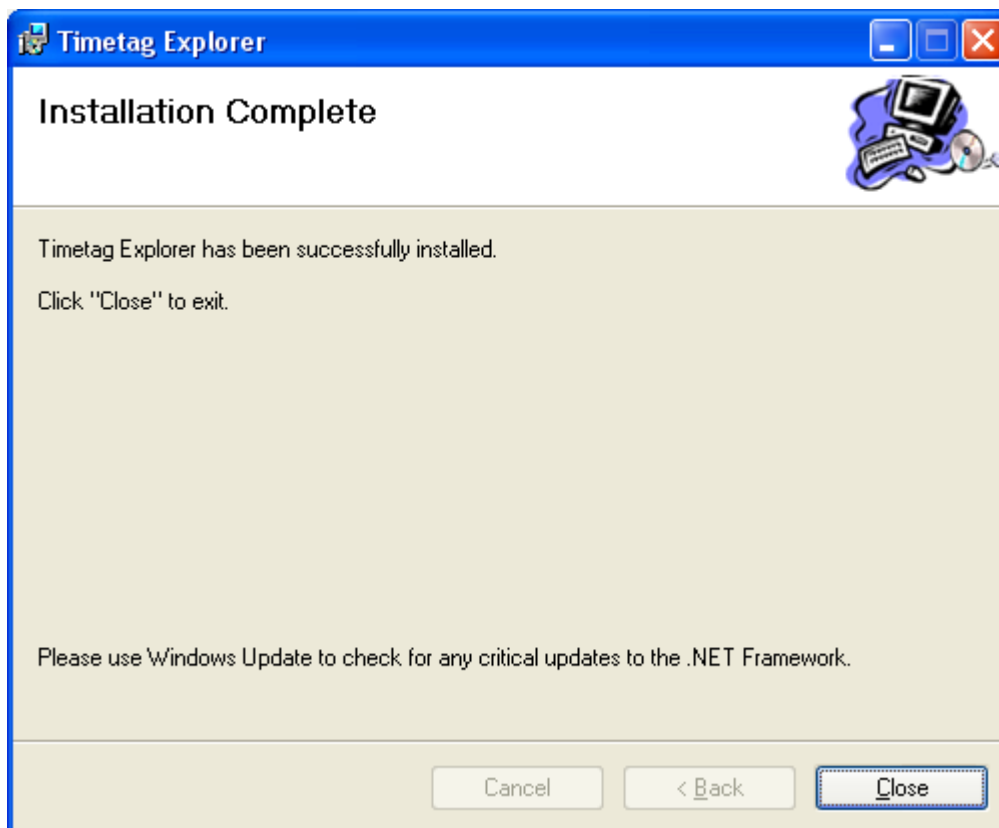 Timetag Explorer
Installation Complete
Timetag Explorer has been successfully installed.
Click "Close" to exit.
Please use Windows Update to check for any critical updates to the .NET Framework.
Cancel
< Back
Close